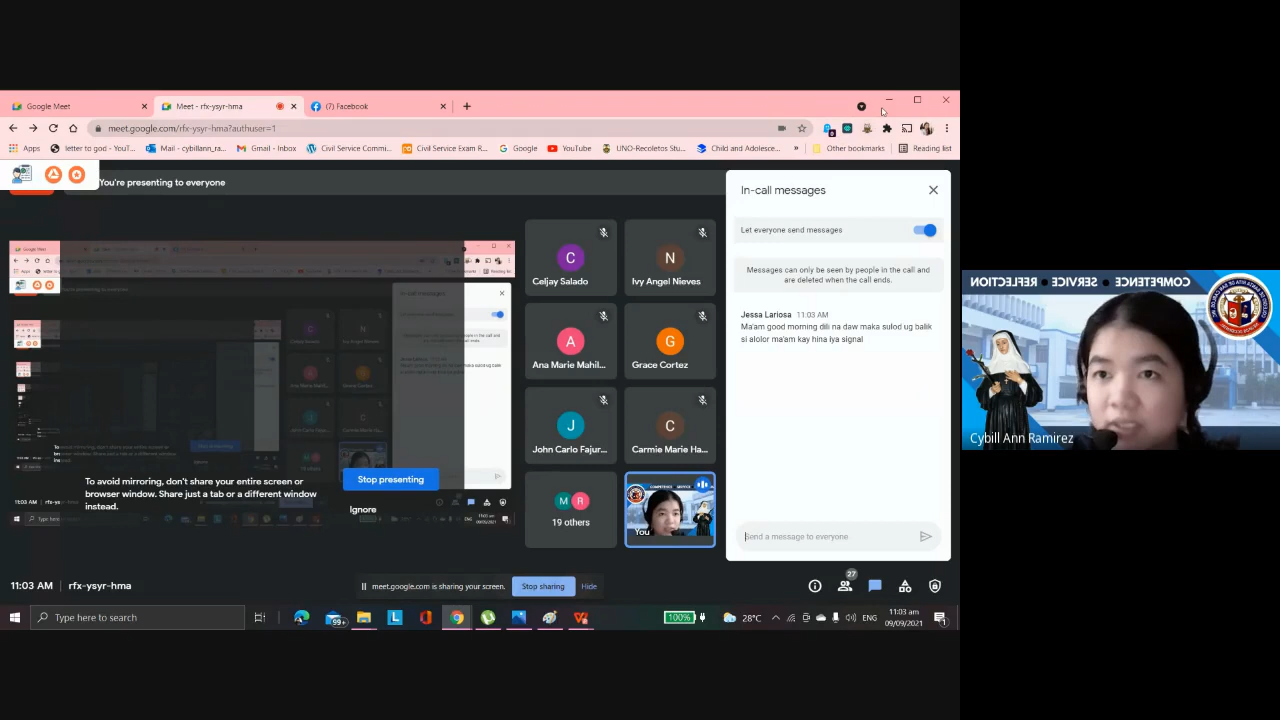 Google Meet
Meet - rfx-ysyr-hma
(7) Facebook
meet.google.com/rfx-ysyr-hma?authuser=1
Apps
letter to god - YouT...
Mail - cybillann_ra...
Gmail - Inbox
Civil Service Commi...
Civil Service Exam R...
Google
YouTube
UNO-Recoletos Stu...
Child and Adolesce...
»
Other bookmarks
Reading list
You're presenting to everyone
In-call messages
Let everyone send messages
Messages can only be seen by people in the call and
are deleted when the call ends.
Jessa Lariosa 11:03 AM
Ma'am good morning dili na daw maka sulod ug balik
si alolor ma'am kay hina iya signal
C
Celjay Salado
N
Ivy Angel Nieves
A
Ana Marie Mahil...
G
Grace Cortez
J
John Carlo Fajur...
C
Carmie Marie Ha...
M R
19 others
You
To avoid mirroring, don't share your entire screen or
browser window. Share just a tab or a different window
instead.
Stop presenting
Ignore
Send a message to everyone
11:03 AM | rfx-ysyr-hma
meet.google.com is sharing your screen.
Stop sharing
Hide
27
Type here to search
99+
100%
28°C
ENG
11:03 am
09/09/2021
COMPETENCE • SERVICE • REFLECTION
Cybill Ann Ramirez